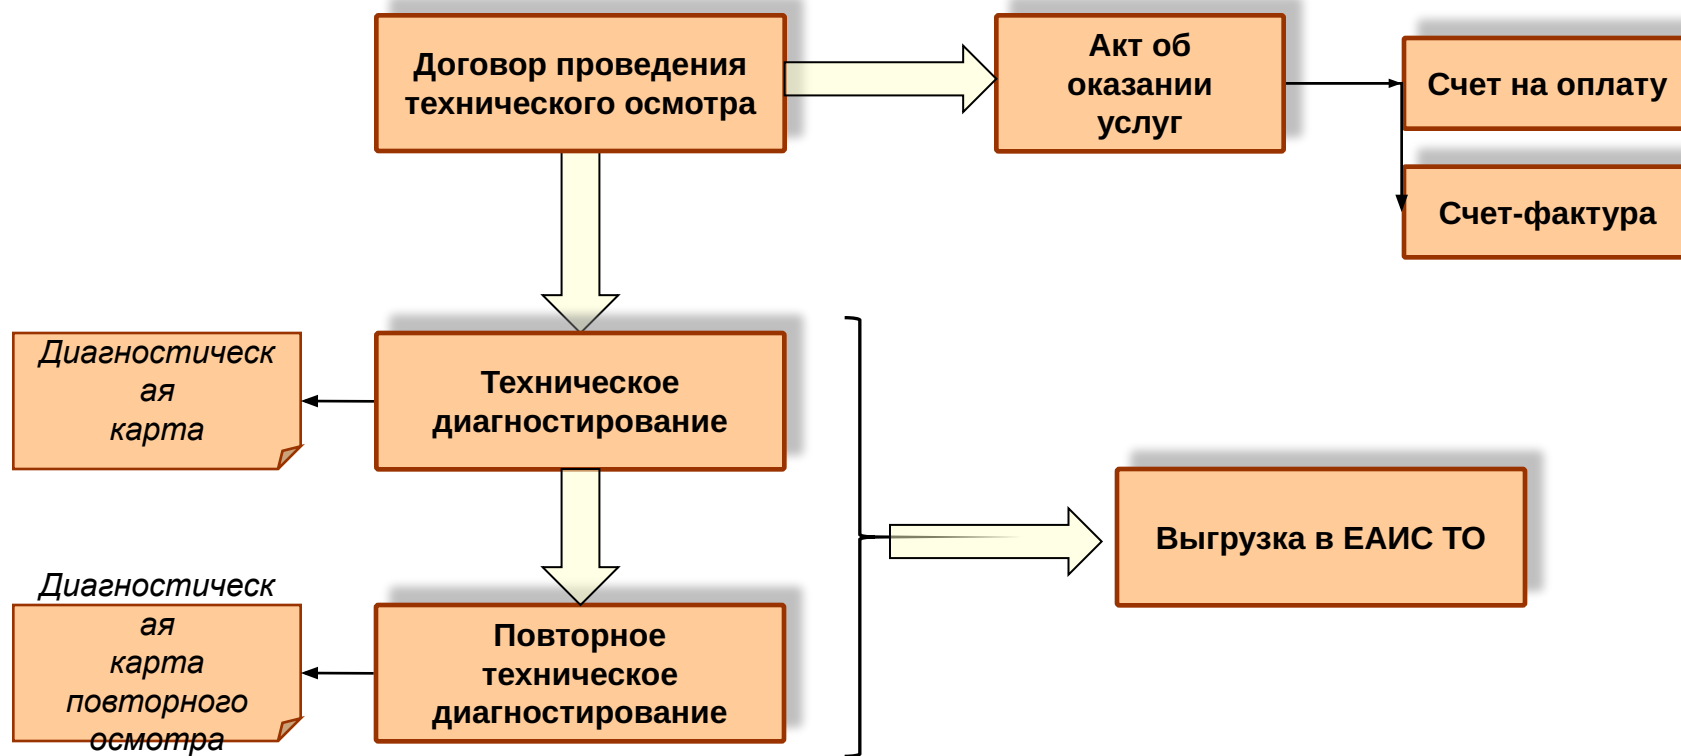 Договор проведения
технического осмотра
Акт об
оказании
услуг
Счет на оплату
Счет-фактура
Диагностическ
ая
карта
Техническое
диагностирование
Выгрузка в ЕАИС ТО
Диагностическ
ая
карта
повторного
осмотра
Повторное
техническое
диагностирование